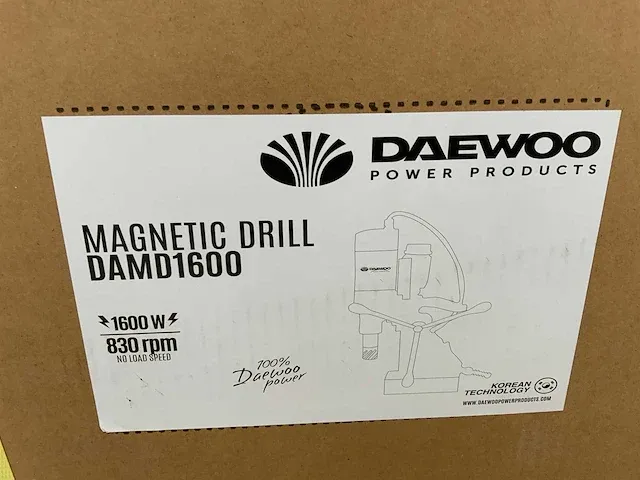 DAEWOO
POWER PRODUCTS
MAGNETIC DRILL
DAMD1600
1600 W
830 rpm
NO LOAD SPEED
DAEWOO
100%
Daewoo
power
KOREAN
TECHNOLOGY
WWW.DAEWOOPOWERPRODUCTS.COM